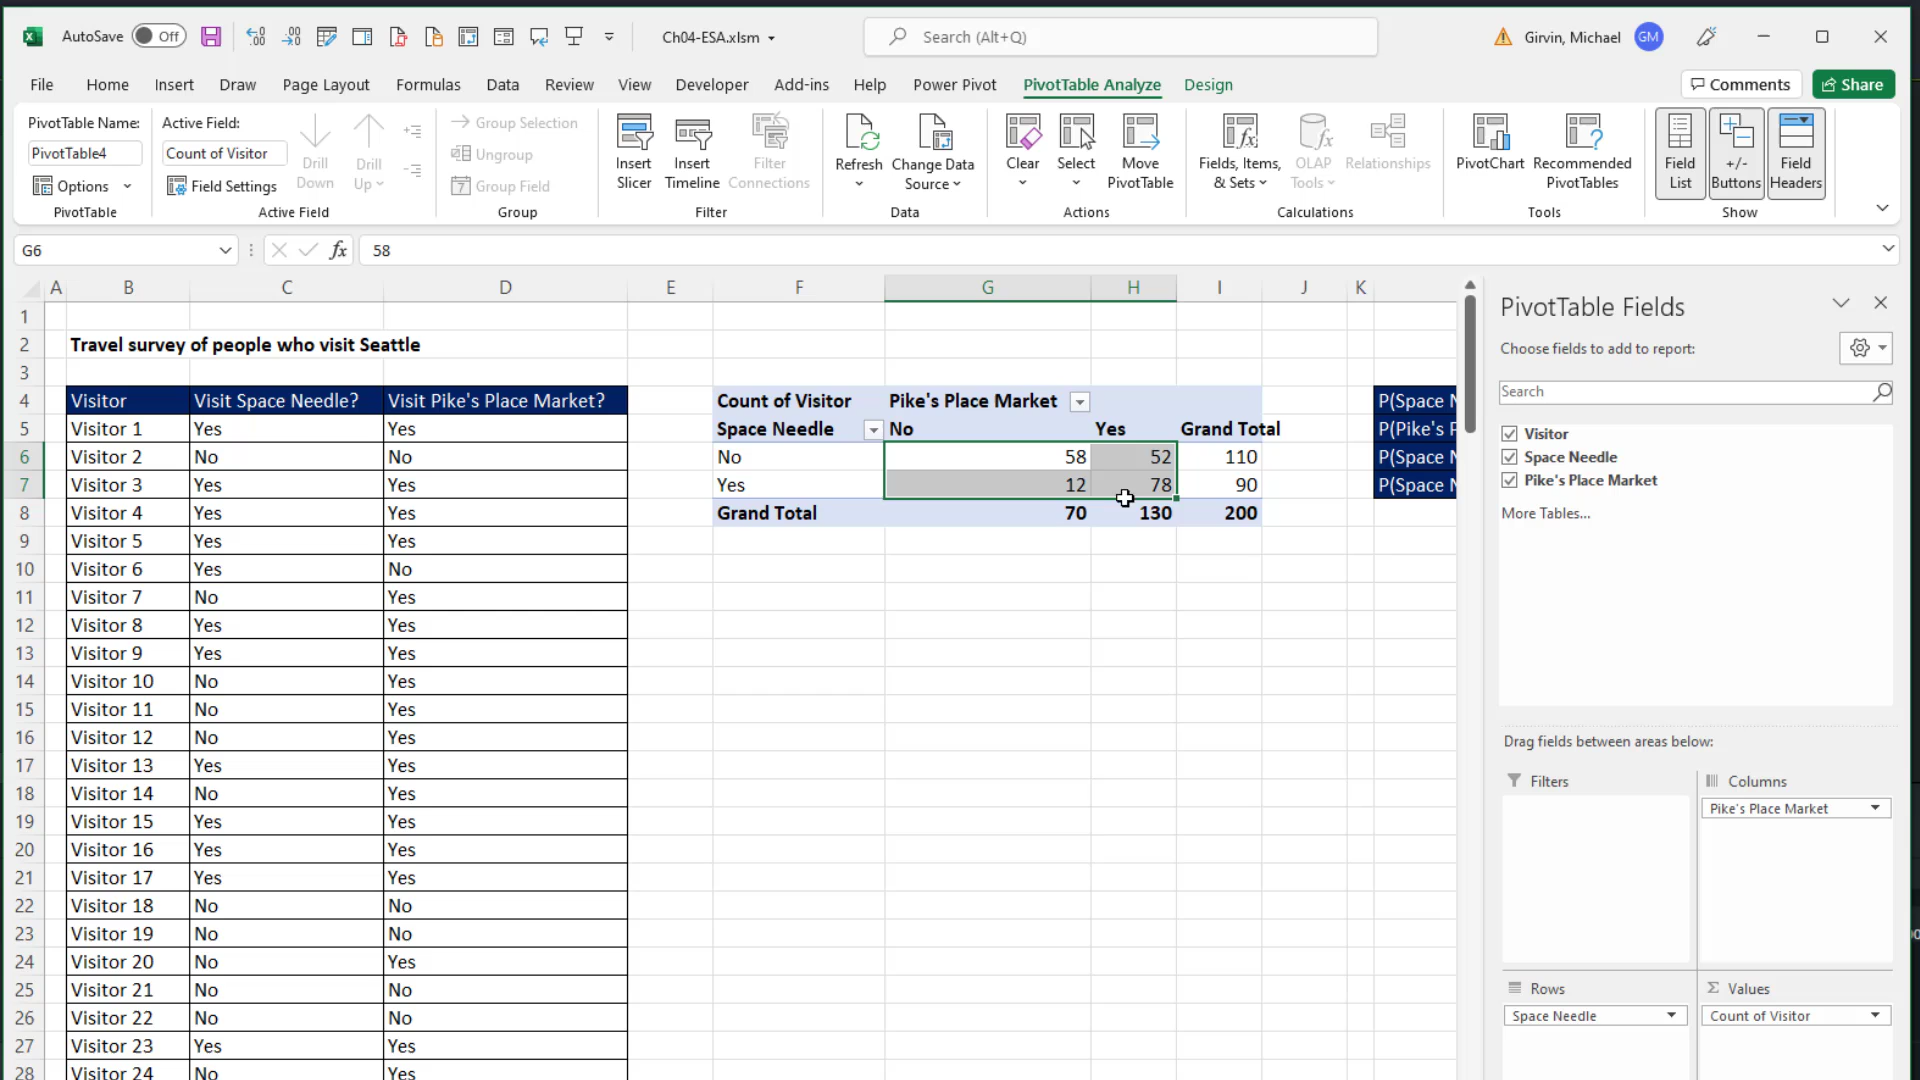 AutoSave Off Ch04-ESA.xlsm Search (Alt+Q) Girvin, Michael GM
File Home Insert Draw Page Layout Formulas Data Review View Developer Add-ins Help Power Pivot PivotTable Analyze Design Comments Share
PivotTable Name:
PivotTable4
Options
PivotTable
Active Field:
Count of Visitor
Field Settings
Drill Down
Drill Up
Active Field
Group Selection
Ungroup
7 Group Field
Group
Insert Slicer
Insert Timeline
Filter Connections
Filter
Refresh
Change Data Source
Data
Clear
Select
Move PivotTable
Actions
Fields, Items, & Sets
OLAP Tools
Relationships
Calculations
PivotChart
Recommended PivotTables
Tools
Field List
+/- Buttons
Field Headers
Show
G6 fx 58
A B C D E F G H I J K
1
2 Travel survey of people who visit Seattle
3
4 Visitor Visit Space Needle? Visit Pike's Place Market? Count of Visitor Pike's Place Market P(Space N
5 Visitor 1 Yes Yes Space Needle No Yes Grand Total P(Pike's P
6 Visitor 2 No No No 58 52 110 P(Space N
7 Visitor 3 Yes Yes Yes 12 78 90 P(Space N
8 Visitor 4 Yes Yes Grand Total 70 130 200
9 Visitor 5 Yes Yes
10 Visitor 6 Yes No
11 Visitor 7 No Yes
12 Visitor 8 Yes Yes
13 Visitor 9 Yes Yes
14 Visitor 10 No Yes
15 Visitor 11 No Yes
16 Visitor 12 No Yes
17 Visitor 13 Yes Yes
18 Visitor 14 No Yes
19 Visitor 15 Yes Yes
20 Visitor 16 Yes Yes
21 Visitor 17 Yes Yes
22 Visitor 18 No No
23 Visitor 19 No No
24 Visitor 20 No Yes
25 Visitor 21 No No
26 Visitor 22 No No
27 Visitor 23 Yes Yes
28 Visitor 24 No Yes
PivotTable Fields
Choose fields to add to report:
Search
Visitor
Space Needle
Pike's Place Market
More Tables...
Drag fields between areas below:
Filters
Columns
Pike's Place Market
Rows
Space Needle
Values
Count of Visitor